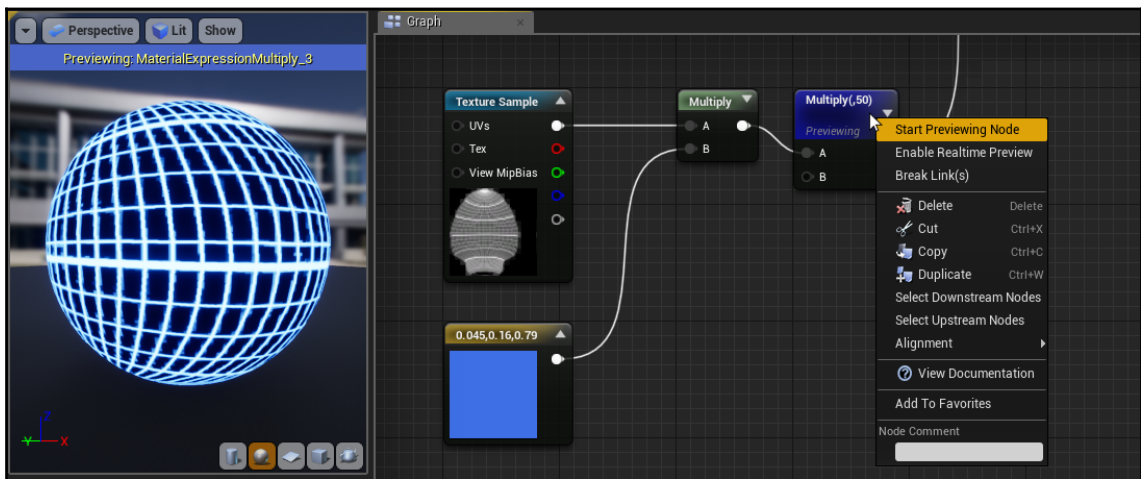 Perspective Lit Show
Previewing: MaterialExpressionMultiply_3
Z
Y X
Graph
Texture Sample
UVs
Tex
View MipBias
0.045,0.16,0.79
Multiply
A
B
Multiply(,50)
Previewing
A
B
Start Previewing Node
Enable Realtime Preview
Break Link(s)
Delete Delete
Cut Ctrl+X
Copy Ctrl+C
Duplicate Ctrl+W
Select Downstream Nodes
Select Upstream Nodes
Alignment
View Documentation
Add To Favorites
Node Comment